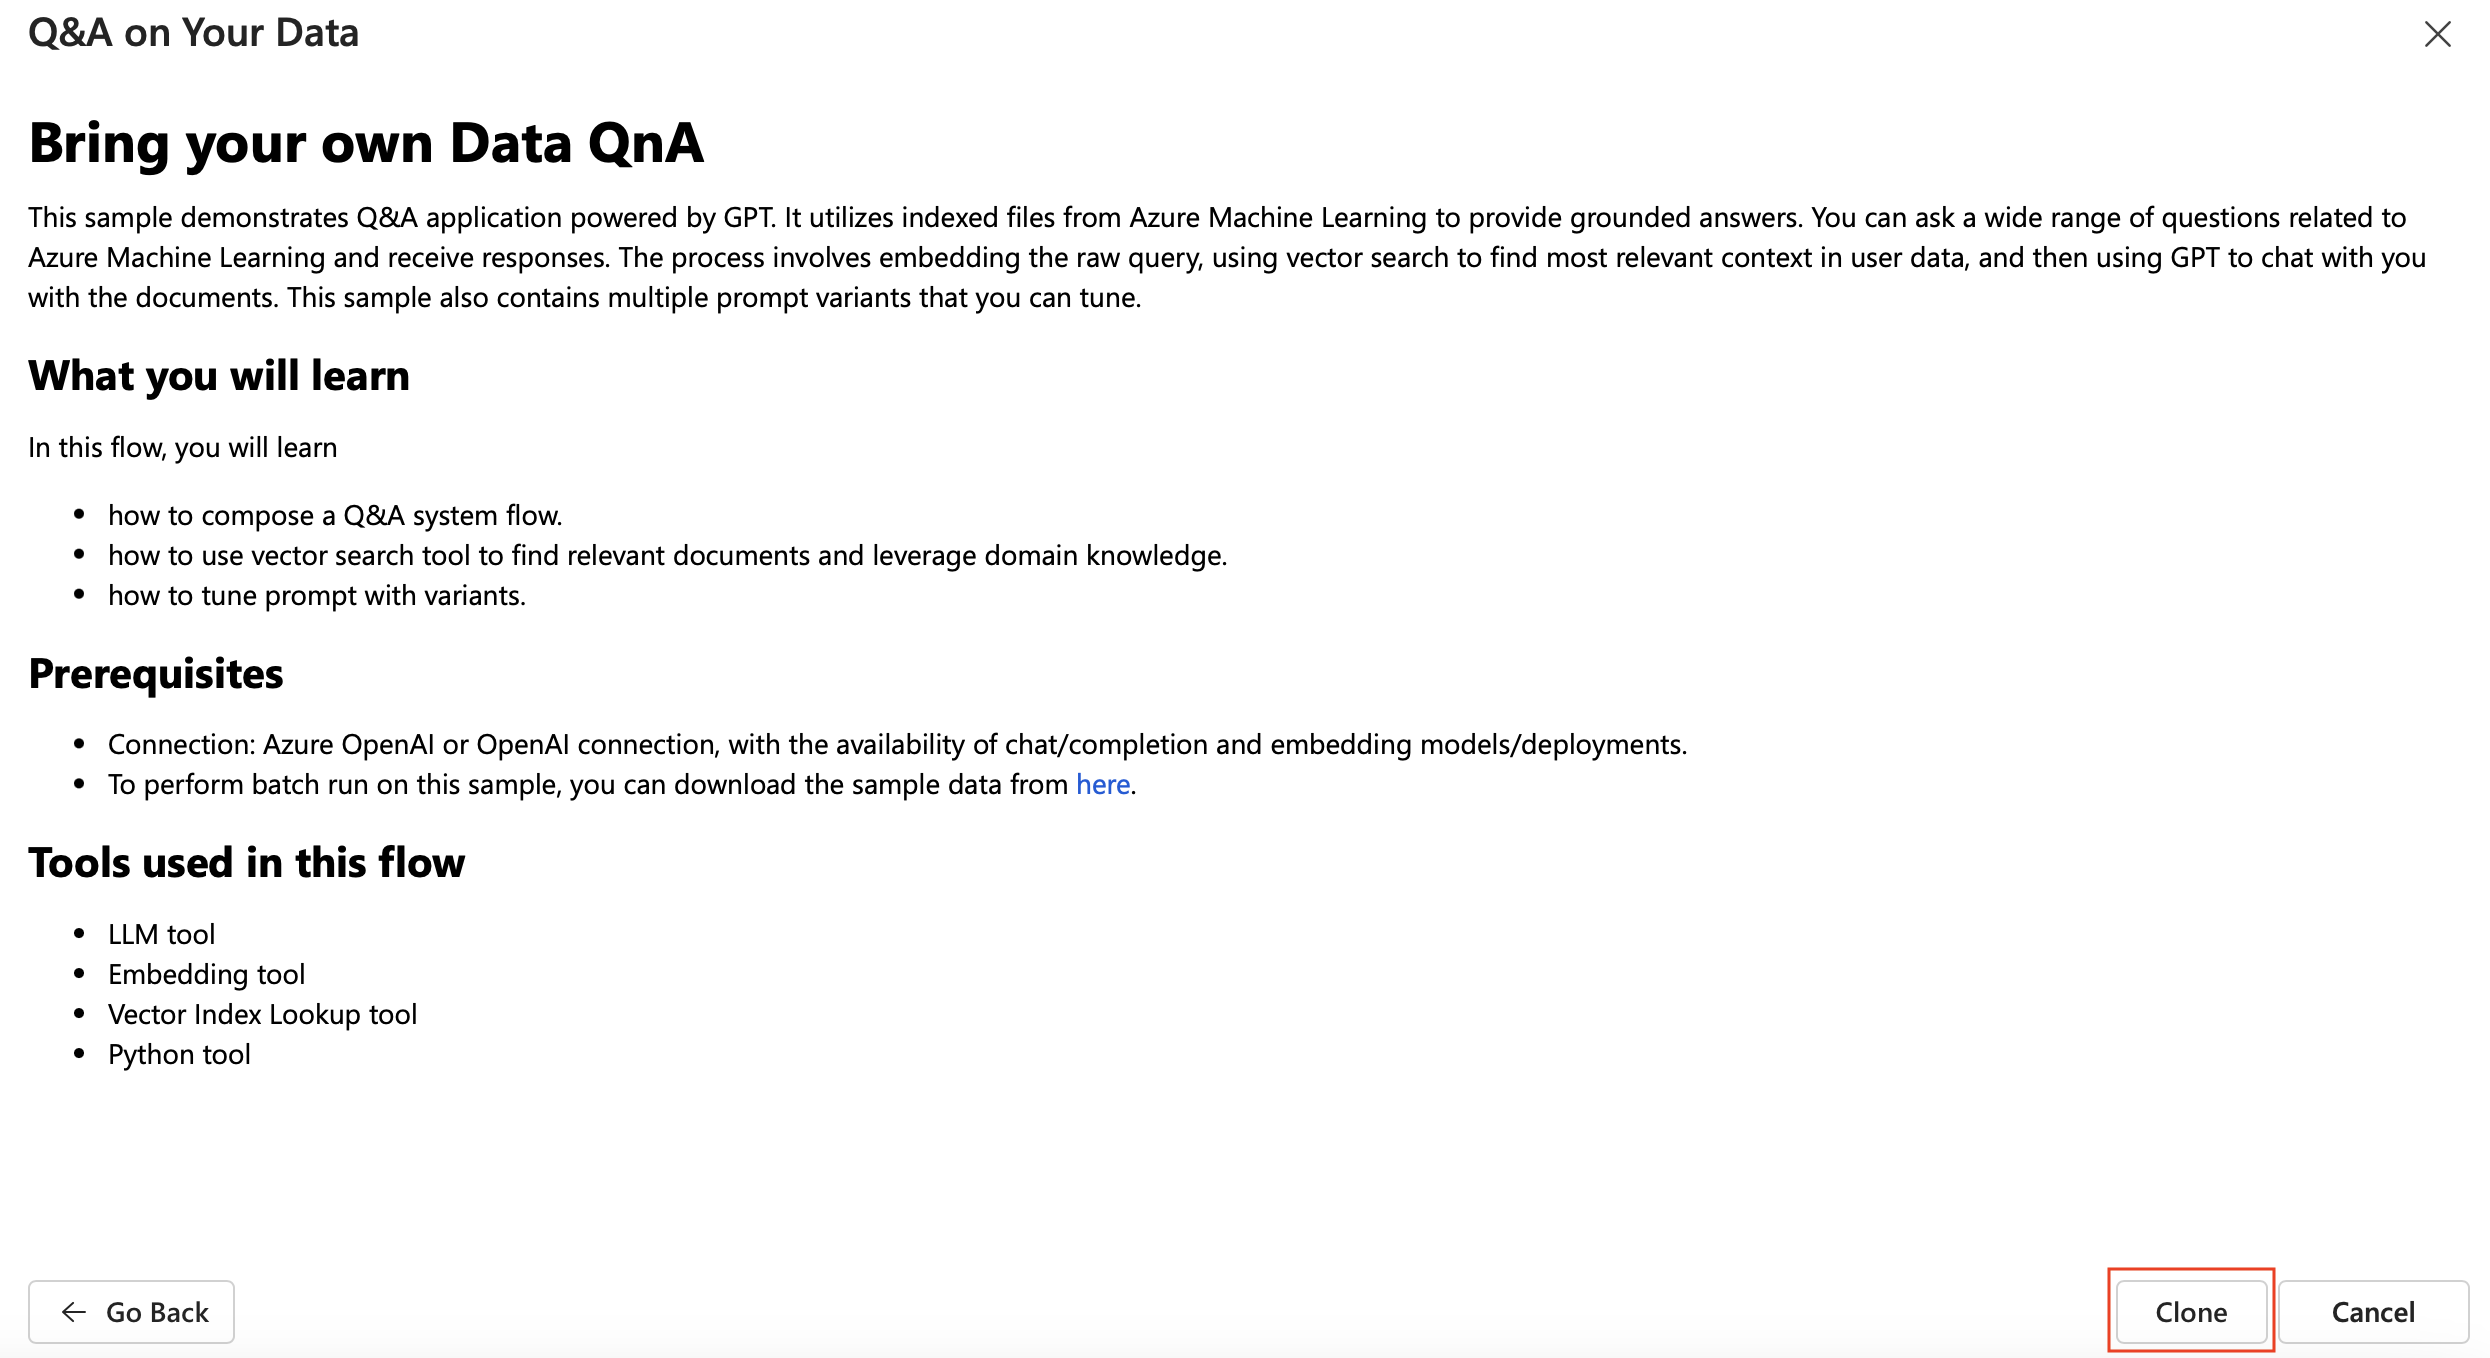 Q&A on Your Data
Bring your own Data QnA
This sample demonstrates Q&A application powered by GPT. It utilizes indexed files from Azure Machine Learning to provide grounded answers. You can ask a wide range of questions related to
Azure Machine Learning and receive responses. The process involves embedding the raw query, using vector search to find most relevant context in user data, and then using GPT to chat with you
with the documents. This sample also contains multiple prompt variants that you can tune.
What you will learn
In this flow, you will learn
• how to compose a Q&A system flow.
• how to use vector search tool to find relevant documents and leverage domain knowledge.
• how to tune prompt with variants.
Prerequisites
• Connection: Azure OpenAI or OpenAI connection, with the availability of chat/completion and embedding models/deployments.
• To perform batch run on this sample, you can download the sample data from here.
Tools used in this flow
• LLM tool
• Embedding tool
• Vector Index Lookup tool
• Python tool
Go Back
Clone
Cancel